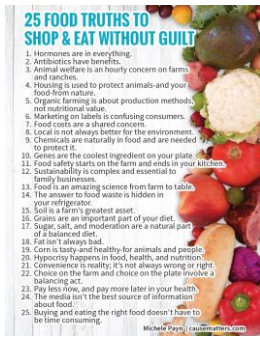 25 FOOD TRUTHS TO
SHOP & EAT WITHOUT GUILT
1. Hormones are in everything.
2. Antibiotics have benefits.
3. Animal welfare is an hourly concern on farms
and ranches.
4. Housing is used to protect animals-and your
food-from nature.
5. Organic farming is about production methods,
not nutritional value.
6. Marketing on labels is confusing consumers.
7. Food costs are a shared concern.
8. Local is not always better for the environment.
9. Chemicals are naturally in food and are needed
to protect it.
10. Genes are the coolest ingredient on your plate.
11. Food safety starts on the farm and ends in your kitchen.
12. Sustainability is complex and essential to
family businesses.
13. Food is an amazing science from farm to table.
14. The answer to food waste is hidden in
your refrigerator.
15. Soil is a farm's greatest asset.
16. Grains are an important part of your diet.
17. Sugar, salt, and moderation are a natural part
of a balanced diet.
18. Fat isn't always bad.
19. Corn is tasty-and healthy-for animals and people.
20. Hypocrisy happens in food, health, and nutrition.
21. Convenience is reality; it's not always wrong or right.
22. Choice on the farm and choice on the plate involve a
balancing act.
23. Pay less now, and pay more later in your health.
24. The media isn't the best source of information
about food.
25. Buying and eating the right food doesn't have to
be time consuming.
Michele Payn | causematters.com